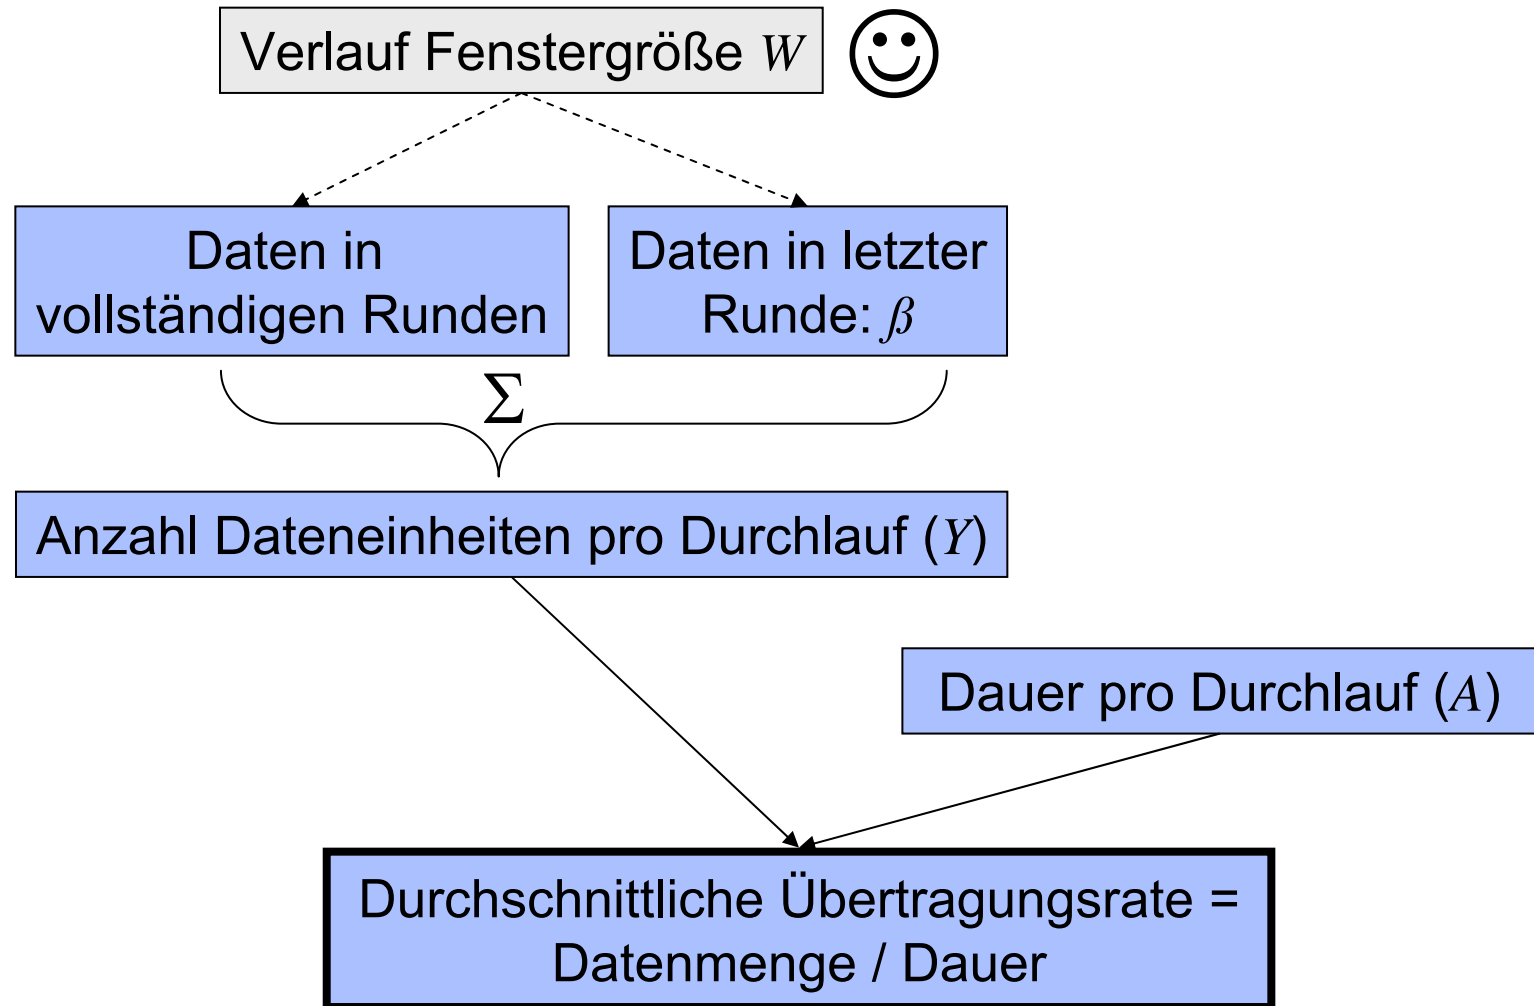 Verlauf Fenstergröße W
Daten in
vollständigen Runden
Daten in letzter
Runde: β
Σ
Anzahl Dateneinheiten pro Durchlauf (Y)
Dauer pro Durchlauf (A)
Durchschnittliche Übertragungsrate =
Datenmenge / Dauer